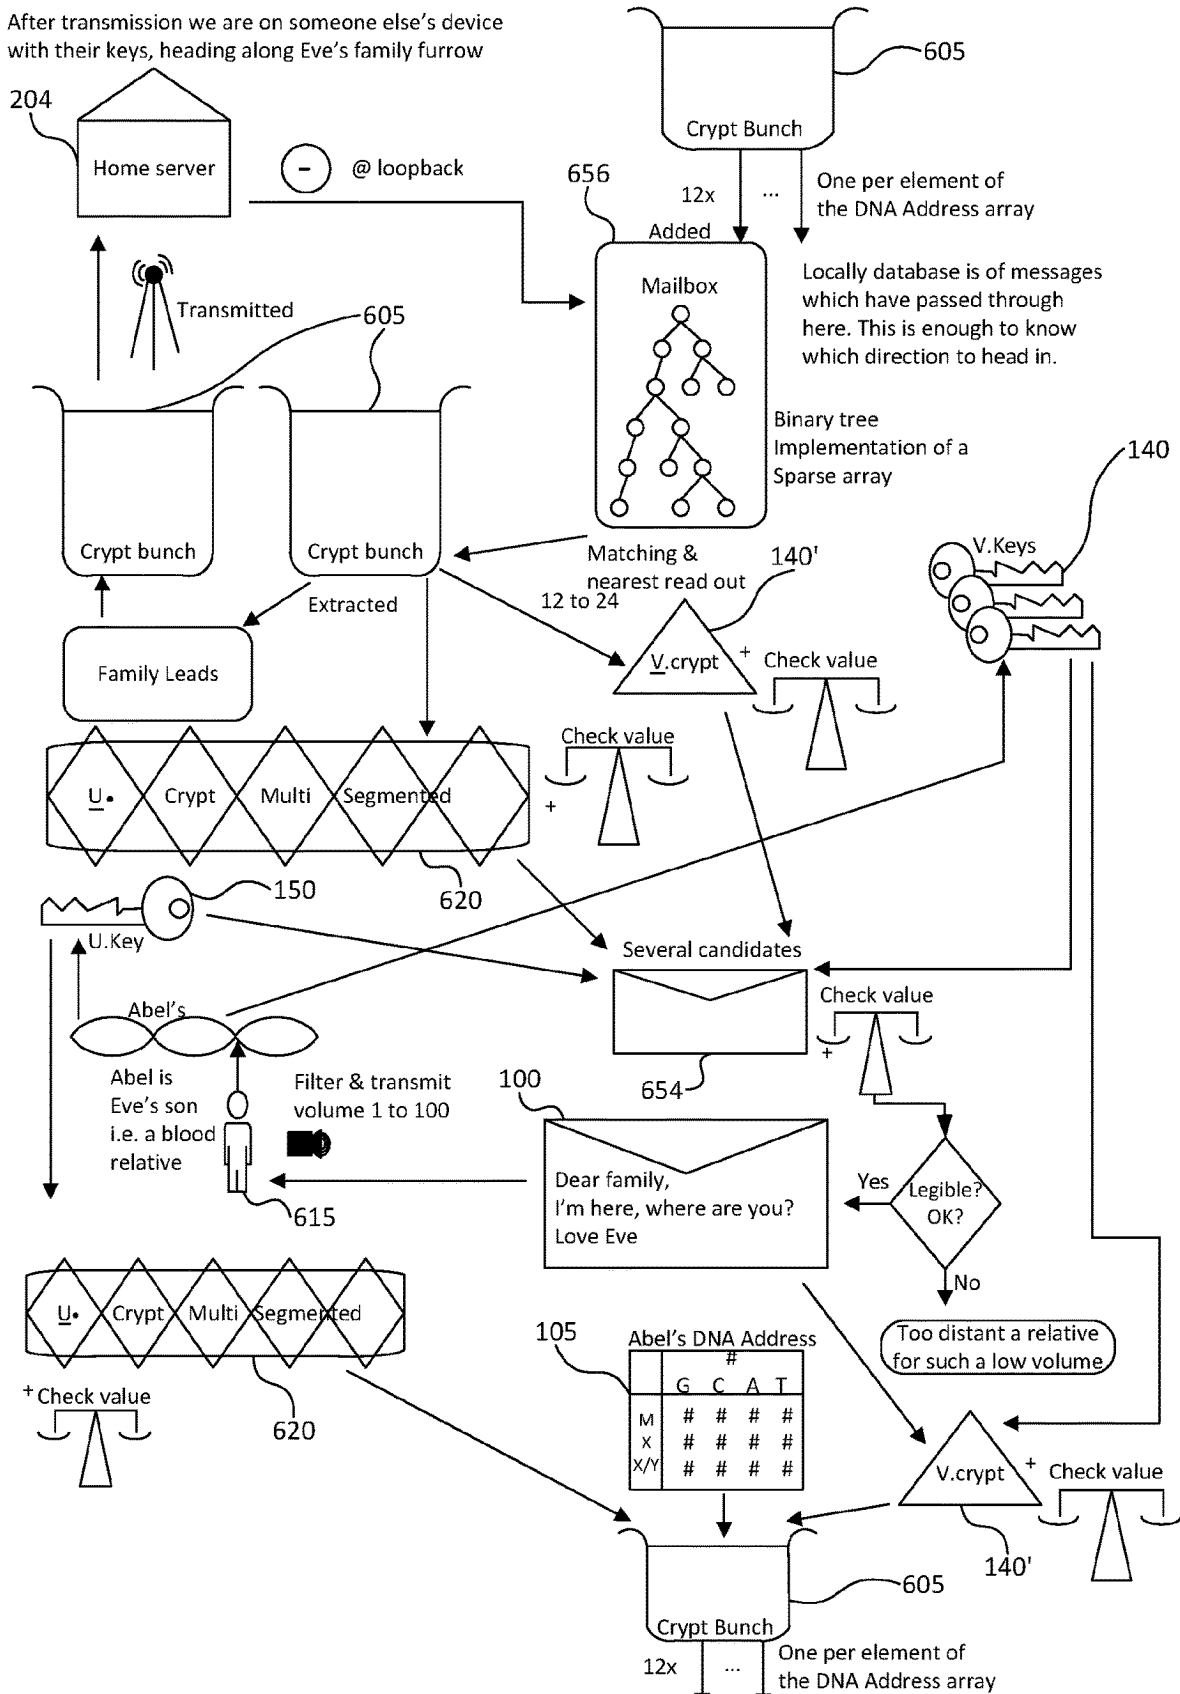 After transmission we are on someone else's device
with their keys, heading along Eve's family furrow
204
Home server
-
@ loopback
605
Crypt Bunch
12x
...
One per element of
the DNA Address array
656
Added
Mailbox
Locally database is of messages
which have passed through
here. This is enough to know
which direction to head in.
Transmitted
605
Binary tree
Implementation of a
Sparse array
140
V.Keys
Crypt bunch
Crypt bunch
Matching &
nearest read out
12 to 24
140'
Extracted
V.crypt
+
Check value
Family Leads
Check value
+
U•
Crypt
Multi
Segmented
620
150
U.Key
Several candidates
Check value
+
654
Abel's
Abel is
Eve's son
i.e. a blood
relative
Filter & transmit
volume 1 to 100
100
615
Dear family,
I'm here, where are you?
Love Eve
Yes
Legible?
OK?
No
Too distant a relative
for such a low volume
U•
Crypt
Multi
Segmented
620
+
Check value
105
Abel's DNA Address
#
G C A T
M # # # #
X # # # #
X/Y # # # #
V.crypt
+
Check value
140'
605
Crypt Bunch
12x
...
One per element of
the DNA Address array